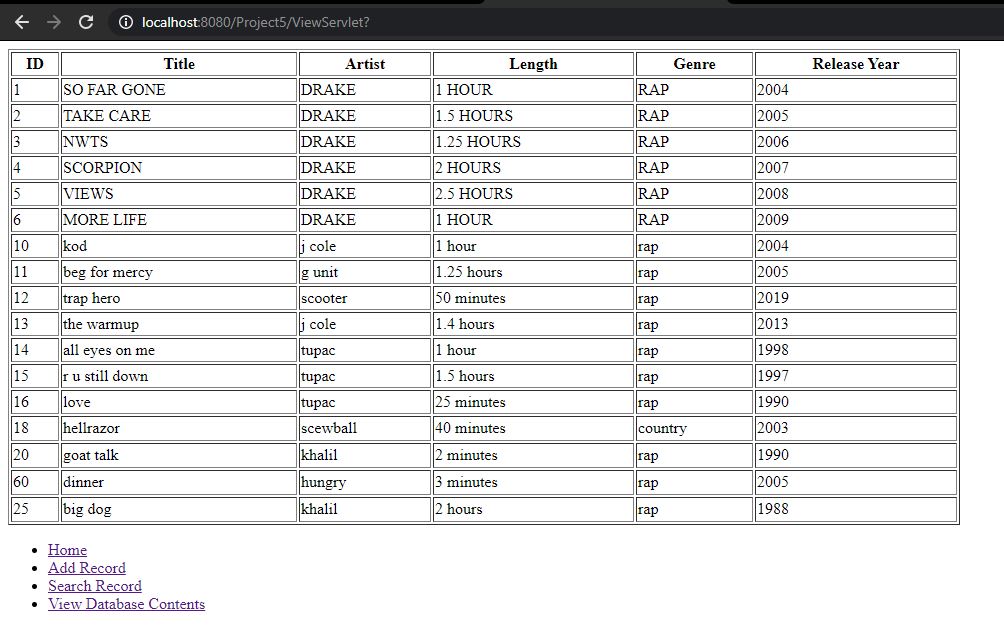 localhost:8080/Project5/ViewServlet?
ID Title Artist Length Genre Release Year
1 SO FAR GONE DRAKE 1 HOUR RAP 2004
2 TAKE CARE DRAKE 1.5 HOURS RAP 2005
3 NWTS DRAKE 1.25 HOURS RAP 2006
4 SCORPION DRAKE 2 HOURS RAP 2007
5 VIEWS DRAKE 2.5 HOURS RAP 2008
6 MORE LIFE DRAKE 1 HOUR RAP 2009
10 kod j cole 1 hour rap 2004
11 beg for mercy g unit 1.25 hours rap 2005
12 trap hero scooter 50 minutes rap 2019
13 the warmup j cole 1.4 hours rap 2013
14 all eyes on me tupac 1 hour rap 1998
15 r u still down tupac 1.5 hours rap 1997
16 love tupac 25 minutes rap 1990
18 hellrazor scewball 40 minutes country 2003
20 goat talk khalil 2 minutes rap 1990
60 dinner hungry 3 minutes rap 2005
25 big dog khalil 2 hours rap 1988
Home
Add Record
Search Record
View Database Contents